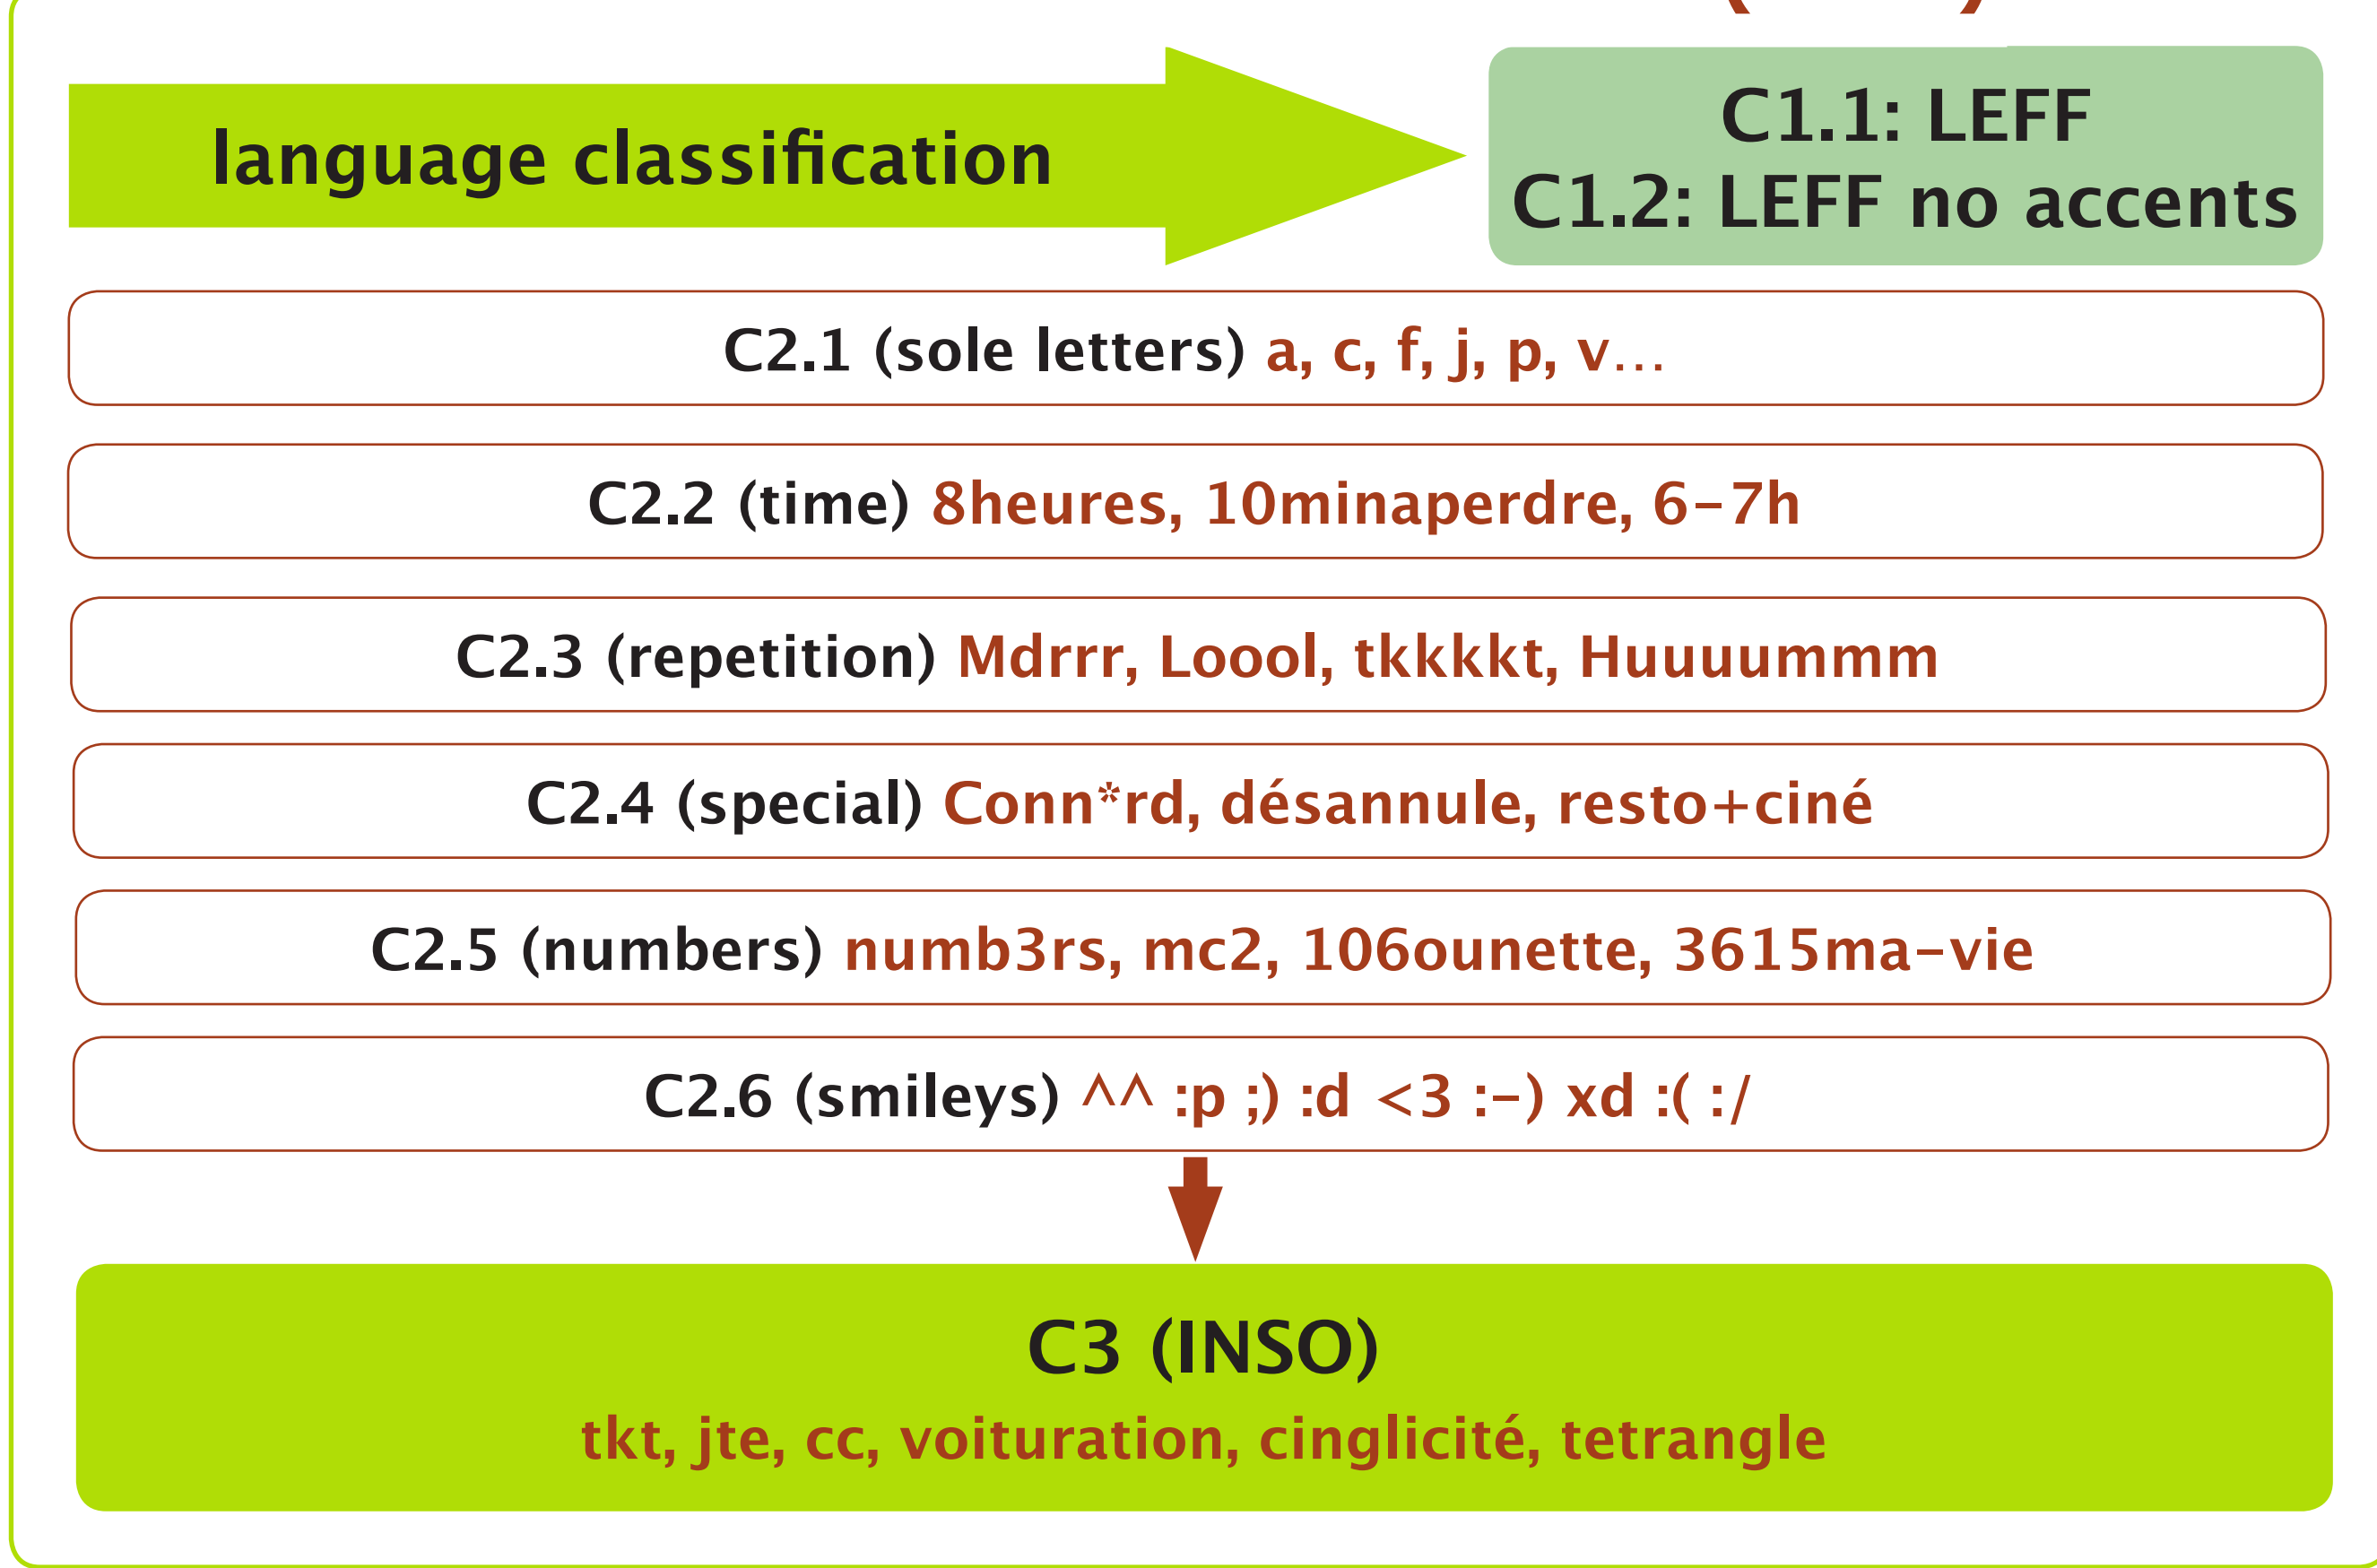 language classification
C1.1: LEFF
C1.2: LEFF no accents
C2.1 (sole letters) a, c, f, j, p, v...
C2.2 (time) 8heures, 10minaperdre, 6-7h
C2.3 (repetition) Mdrrr, Loool, tkkkkkt, Huuuuummm
C2.4 (special) Conn*rd, désannule, resto+ciné
C2.5 (numbers) numb3rs, mc2, 106ounette, 3615ma-vie
C2.6 (smileys) ^^ :p ;) :d <3 :-) xd :( :/
C3 (INSO)
tkt, jte, cc, voituration, cinglicité, tetrangle